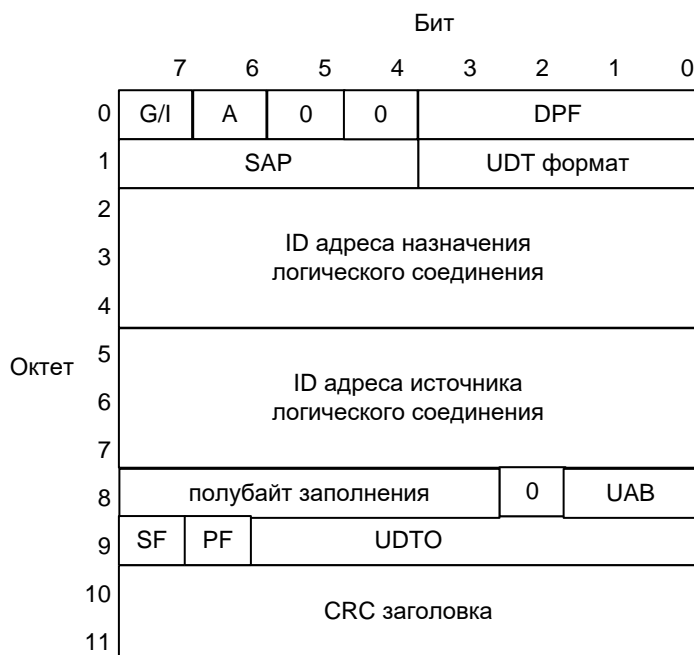 Бит
7 6 5 4 3 2 1 0
0 G/I A 0 0 DPF
1 SAP UDT формат
2
3 ID адреса назначения
логического соединения
4
5
Октет 6 ID адреса источника
логического соединения
7
8 полубайт заполнения 0 UAB
9 SF PF UDTO
10
CRC заголовка
11